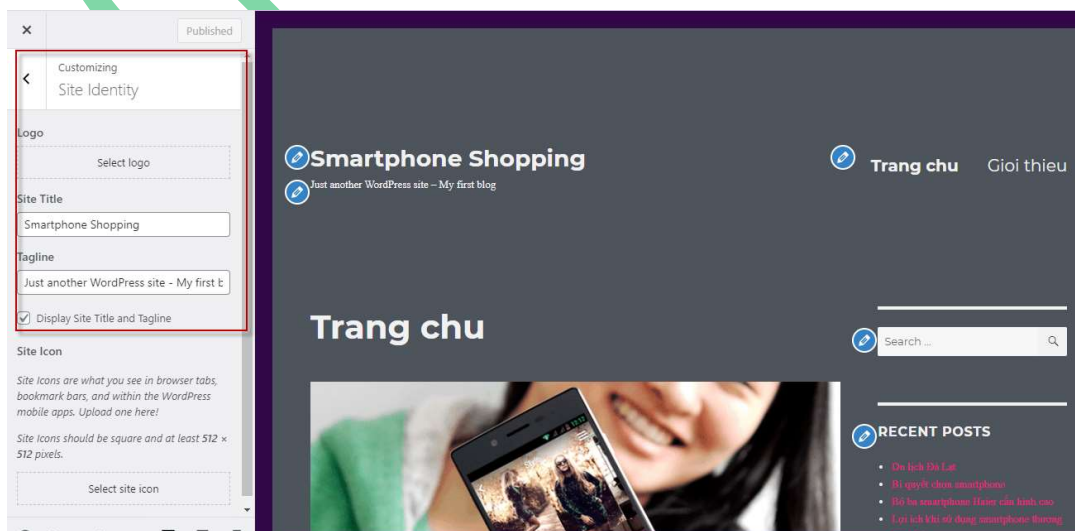 Published
Customizing
Site Identity
Logo
Select logo
Site Title
Smartphone Shopping
Tagline
Just another WordPress site - My first b
Display Site Title and Tagline
Site Icon
Site Icons are what you see in browser tabs,
bookmark bars, and within the WordPress
mobile apps. Upload one here!
Site Icons should be square and at least 512 ×
512 pixels.
Select site icon
Smartphone Shopping
Just another WordPress site – My first blog
Trang chu
Gioi thieu
Trang chu
Search ...
RECENT POSTS
Du lịch Đà Lạt
Bí quyết chọn smartphone
Bộ ba smartphone Haier cấu hình cao
Lợi ích khi sử dụng smartphone thương